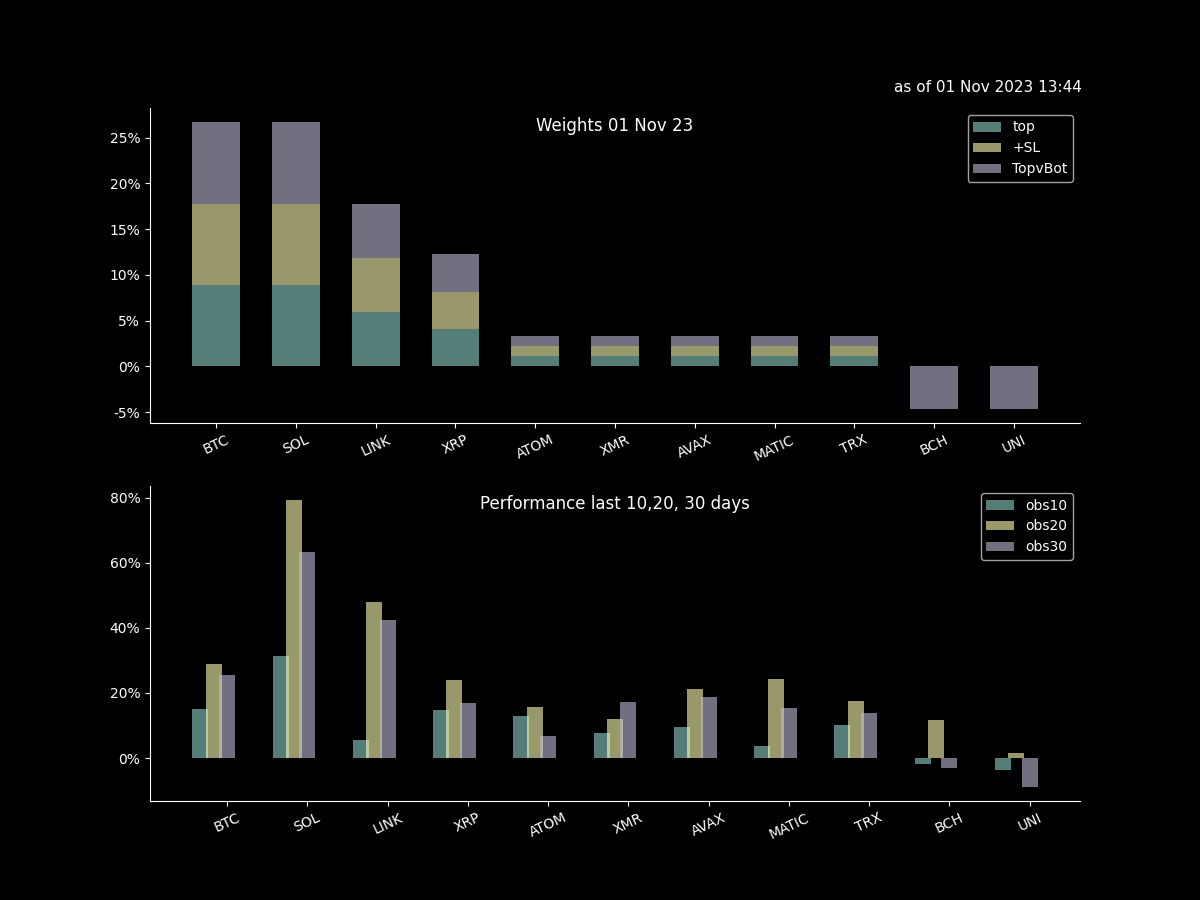 as of 01 Nov 2023 13:44
Weights 01 Nov 23
top
+SL
TopvBot
25%
20%
15%
10%
5%
0%
-5%
BTC SOL LINK XRP ATOM XMR AVAX MATIC TRX BCH UNI
Performance last 10,20, 30 days
obs10
obs20
obs30
80%
60%
40%
20%
0%
BTC SOL LINK XRP ATOM XMR AVAX MATIC TRX BCH UNI